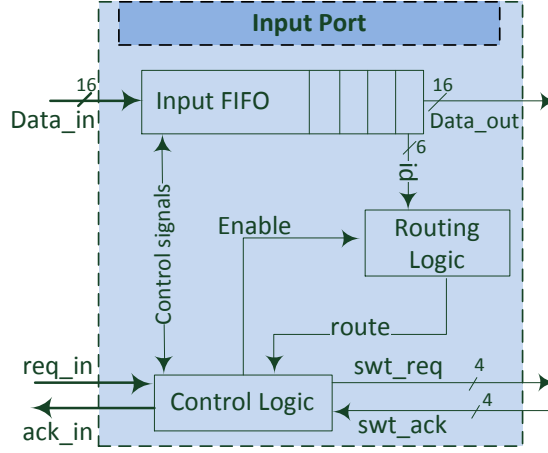 Input Port
16
Data_in
Input FIFO
16
Data_out
6
id
Control signals
Enable
Routing
Logic
route
req_in
ack_in
Control Logic
swt_req
4
swt_ack
4